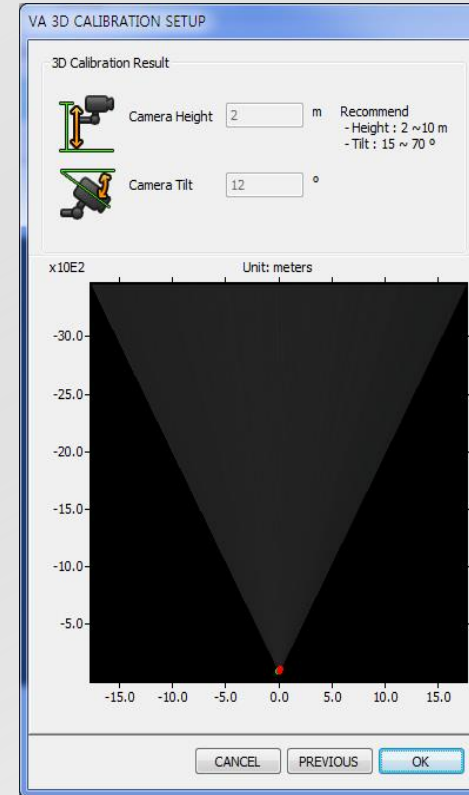 VA 3D CALIBRATION SETUP
3D Calibration Result
Camera Height 2 m
Recommend
- Height : 2 ~10 m
- Tilt : 15 ~ 70 º
Camera Tilt 12 º
x10E2 Unit: meters
-30.0
-25.0
-20.0
-15.0
-10.0
-5.0
-15.0 -10.0 -5.0 0.0 5.0 10.0 15.0
CANCEL PREVIOUS OK